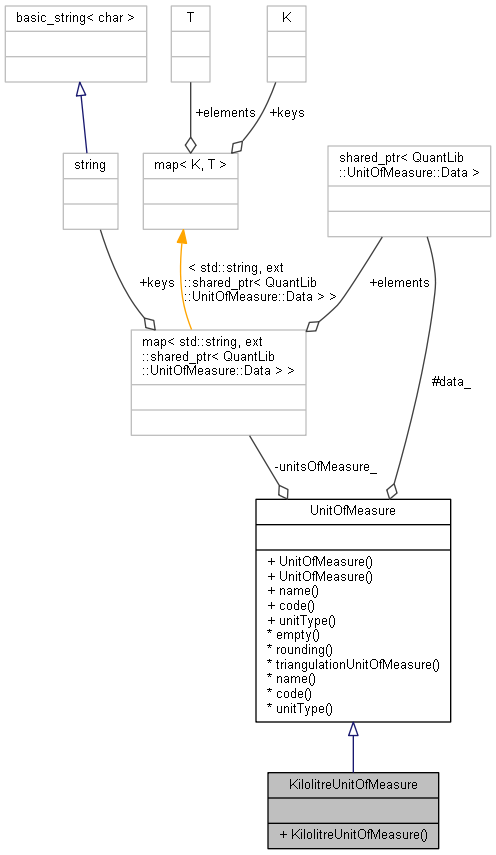 basic_string< char >
T
K
+elements
+keys
string
map< K, T >
shared_ptr< QuantLib
::UnitOfMeasure::Data >
+keys
< std::string, ext
::shared_ptr< QuantLib
::UnitOfMeasure::Data > >
+elements
map< std::string, ext
::shared_ptr< QuantLib
::UnitOfMeasure::Data > >
#data_
-unitsOfMeasure_
UnitOfMeasure
+ UnitOfMeasure()
+ UnitOfMeasure()
+ name()
+ code()
+ unitType()
* empty()
* rounding()
* triangulationUnitOfMeasure()
* name()
* code()
* unitType()
KilolitreUnitOfMeasure
+ KilolitreUnitOfMeasure()